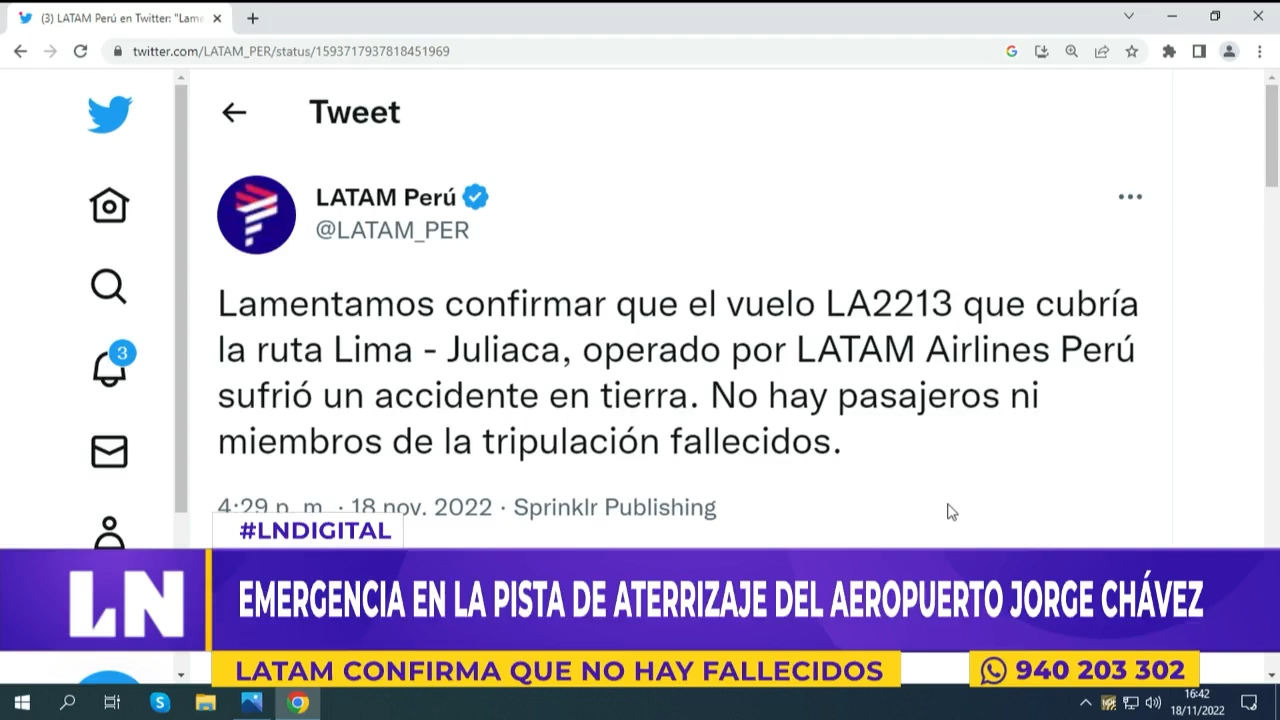 (3) LATAM Perú en Twitter: "Lame
twitter.com/LATAM_PER/status/1593717937818451969
Tweet
LATAM Perú
@LATAM_PER
3
Lamentamos confirmar que el vuelo LA2213 que cubría
la ruta Lima - Juliaca, operado por LATAM Airlines Perú
sufrió un accidente en tierra. No hay pasajeros ni
miembros de la tripulación fallecidos.
4:29 p. m. · 18 nov. 2022 · Sprinklr Publishing
#LNDIGITAL
LN
EMERGENCIA EN LA PISTA DE ATERRIZAJE DEL AEROPUERTO JORGE CHÁVEZ
LATAM CONFIRMA QUE NO HAY FALLECIDOS
940 203 302
16:42
18/11/2022